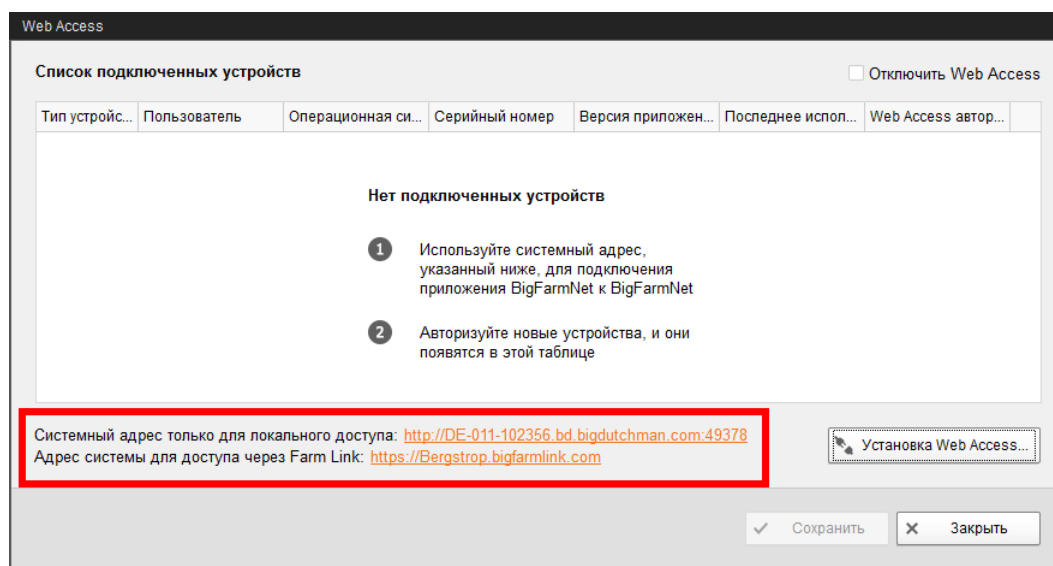 Web Access
Список подключенных устройств
Отключить Web Access
Тип устройс... Пользователь Операционная си... Серийный номер Версия приложен... Последнее испол... Web Access автор...
Нет подключенных устройств
1 Используйте системный адрес,
указанный ниже, для подключения
приложения BigFarmNet к BigFarmNet
2 Авторизуйте новые устройства, и они
появятся в этой таблице
Системный адрес только для локального доступа: http://DE-011-102356.bd.bigdutchman.com:49378
Адрес системы для доступа через Farm Link: https://Bergstrop.bigfarmlink.com
Установка Web Access...
Сохранить Закрыть